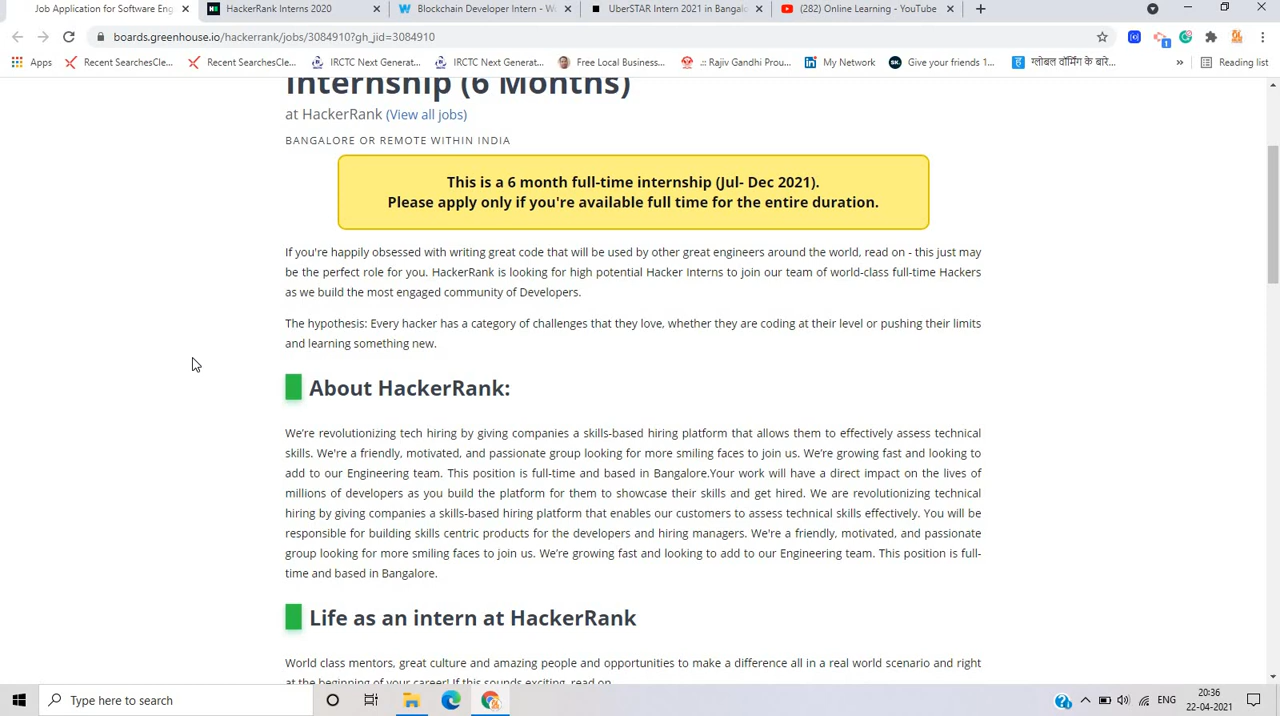 Job Application for Software Eng
HackerRank Interns 2020
Blockchain Developer Intern - W
UberSTAR Intern 2021 in Bangal
(282) Online Learning - YouTube
boards.greenhouse.io/hackerrank/jobs/3084910?gh_jid=3084910
Apps
Recent SearchesCle...
Recent SearchesCle...
IRCTC Next Generat...
IRCTC Next Generat...
Free Local Business...
.:: Rajiv Gandhi Prou...
My Network
Give your friends 1...
ग्लोबल वॉर्मिंग के बारे...
»
Reading list
Internship (6 Months)
at HackerRank (View all jobs)
BANGALORE OR REMOTE WITHIN INDIA
This is a 6 month full-time internship (Jul- Dec 2021).
Please apply only if you're available full time for the entire duration.
If you're happily obsessed with writing great code that will be used by other great engineers around the world, read on - this just may
be the perfect role for you. HackerRank is looking for high potential Hacker Interns to join our team of world-class full-time Hackers
as we build the most engaged community of Developers.
The hypothesis: Every hacker has a category of challenges that they love, whether they are coding at their level or pushing their limits
and learning something new.
About HackerRank:
We're revolutionizing tech hiring by giving companies a skills-based hiring platform that allows them to effectively assess technical
skills. We're a friendly, motivated, and passionate group looking for more smiling faces to join us. We're growing fast and looking to
add to our Engineering team. This position is full-time and based in Bangalore.Your work will have a direct impact on the lives of
millions of developers as you build the platform for them to showcase their skills and get hired. We are revolutionizing technical
hiring by giving companies a skills-based hiring platform that enables our customers to assess technical skills effectively. You will be
responsible for building skills centric products for the developers and hiring managers. We're a friendly, motivated, and passionate
group looking for more smiling faces to join us. We're growing fast and looking to add to our Engineering team. This position is full-
time and based in Bangalore.
Life as an intern at HackerRank
World class mentors, great culture and amazing people and opportunities to make a difference all in a real world scenario and right
at the beginning of your career! If this sounds exciting, read on
Type here to search
ENG
20:36
22-04-2021